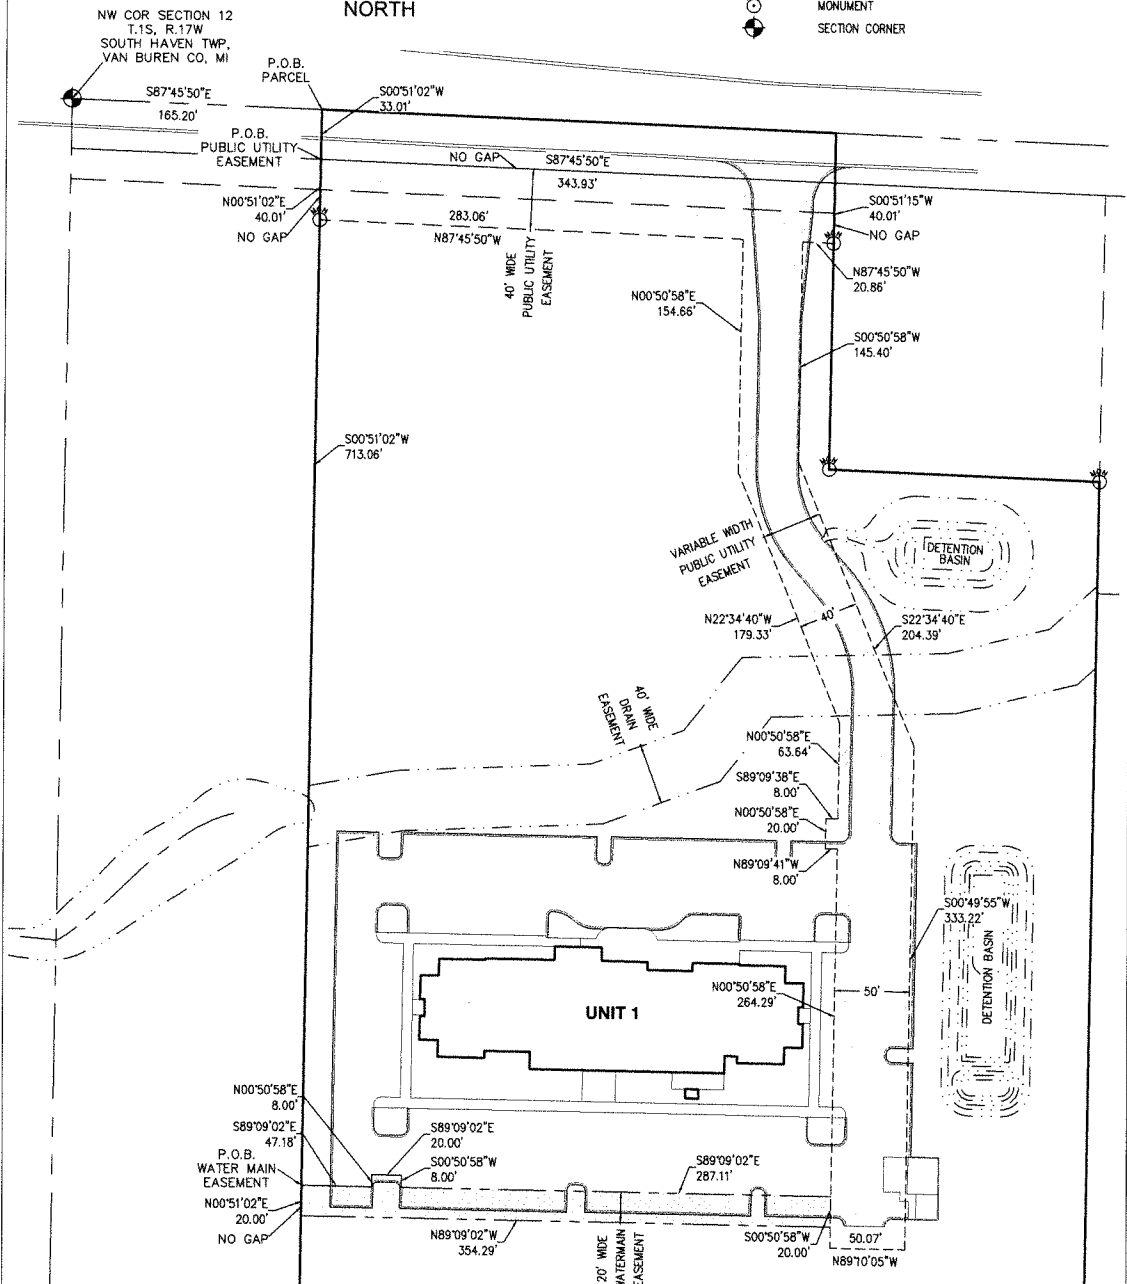 NORTH
MONUMENT
SECTION CORNER
NW COR SECTION 12
T.1S, R.17W
SOUTH HAVEN TWP,
VAN BUREN CO, MI
P.O.B.
PARCEL
S87°45'50"E
165.20'
S00°51'02"W
33.01'
P.O.B.
PUBLIC UTILITY
EASEMENT
NO GAP
S87°45'50"E
343.93'
N00°51'02"E
40.01'
NO GAP
283.06'
N87°45'50"W
40' WIDE
PUBLIC UTILITY
EASEMENT
S00°51'15"W
40.01'
NO GAP
N87°45'50"W
20.86'
N00°50'58"E
154.66'
S00°50'58"W
145.40'
S00°51'02"W
713.06'
VARIABLE WIDTH
PUBLIC UTILITY
EASEMENT
DETENTION
BASIN
N22°34'40"W
179.33'
40'
S22°34'40"E
204.39'
40' WIDE
DRAIN
EASEMENT
N00°50'58"E
63.64'
S89°09'38"E
8.00'
N00°50'58"E
20.00'
N89°09'41"W
8.00'
S00°49'55"W
333.22'
DETENTION BASIN
N00°50'58"E
264.29'
50'
UNIT 1
N00°50'58"E
8.00'
S89°09'02"E
47.18'
P.O.B.
WATER MAIN
EASEMENT
N00°51'02"E
20.00'
NO GAP
S89°09'02"E
20.00'
S00°50'58"W
8.00'
S89°09'02"E
287.11'
N89°09'02"W
354.29'
20' WIDE
WATERMAIN
EASEMENT
S00°50'58"W
20.00'
50.07'
N89°10'05"W